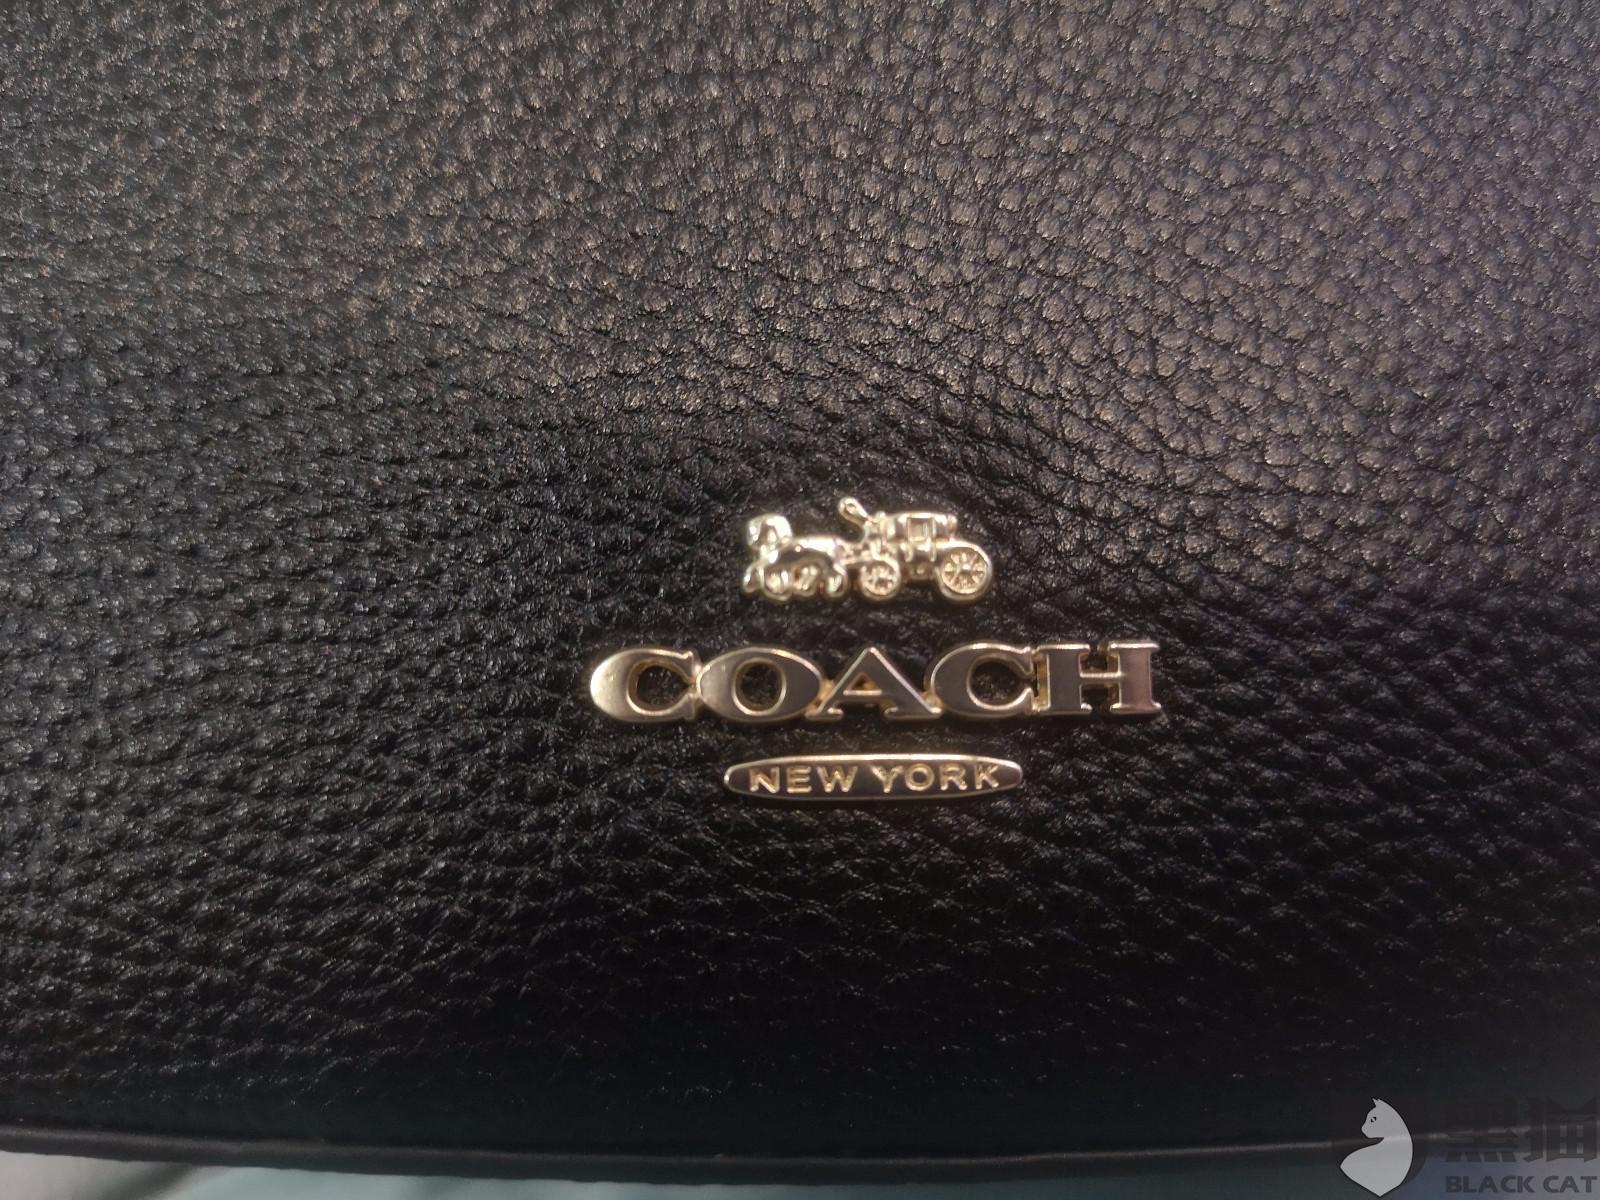 COACH
NEW YORK
黑猫
BLACK CAT